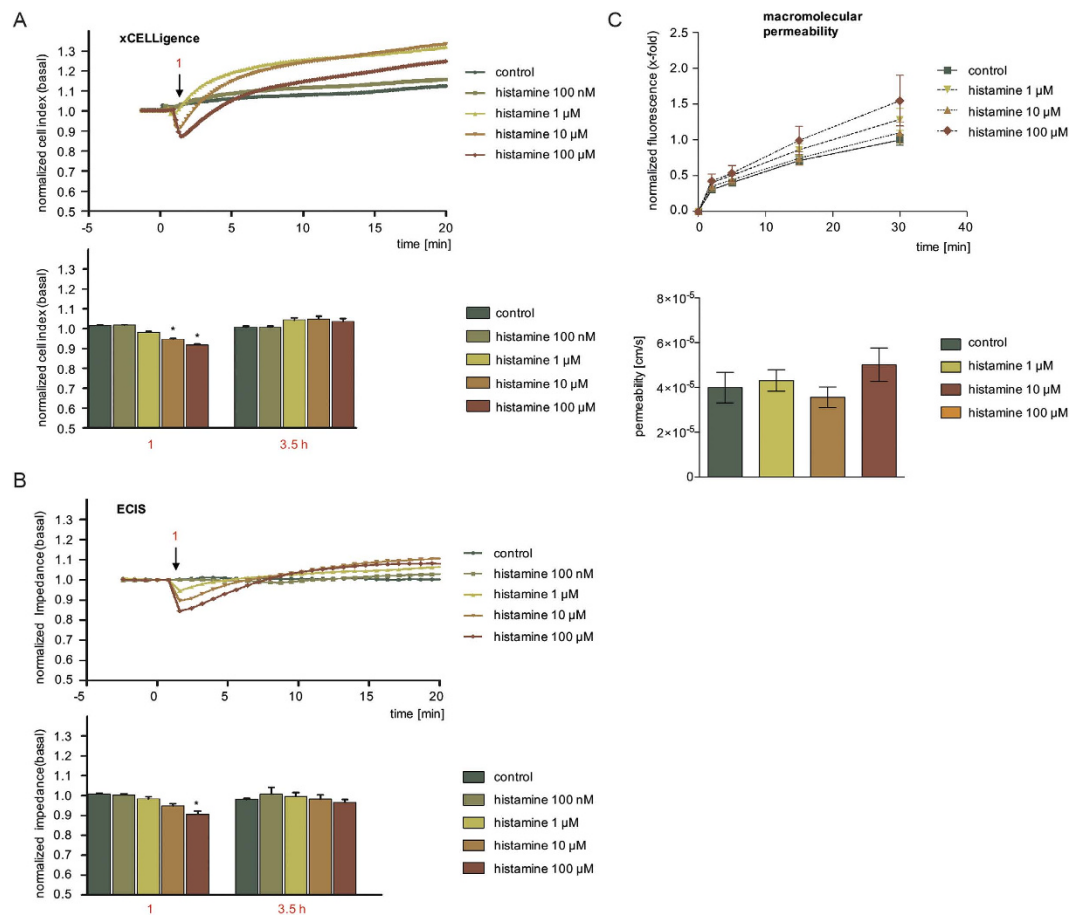 A
xCELLigence
normalized cell index (basal)
1.3
1.2
1.1
1.0
0.9
0.8
0.7
0.6
0.5
1
-5
0
5
10
15
20
time [min]
control
histamine 100 nM
histamine 1 µM
histamine 10 µM
histamine 100 µM
normalized cell index (basal)
1.3
1.2
1.1
1.0
0.9
0.8
0.7
0.6
0.5
*
*
1
3.5 h
control
histamine 100 nM
histamine 1 µM
histamine 10 µM
histamine 100 µM
B
ECIS
normalized Impedance (basal)
1.3
1.2
1.1
1.0
0.9
0.8
0.7
0.6
0.5
1
-5
0
5
10
15
20
time [min]
control
histamine 100 nM
histamine 1 µM
histamine 10 µM
histamine 100 µM
normalized impedance (basal)
1.3
1.2
1.1
1.0
0.9
0.8
0.7
0.6
0.5
*
1
3.5 h
control
histamine 100 nM
histamine 1 µM
histamine 10 µM
histamine 100 µM
C
macromolecular
permeability
normalized fluorescence (x-fold)
2.5
2.0
1.5
1.0
0.5
0.0
0
10
20
30
40
time [min]
control
histamine 1 µM
histamine 10 µM
histamine 100 µM
permeability [cm/s]
8×10-5
6×10-5
4×10-5
2×10-5
0
control
histamine 1 µM
histamine 10 µM
histamine 100 µM